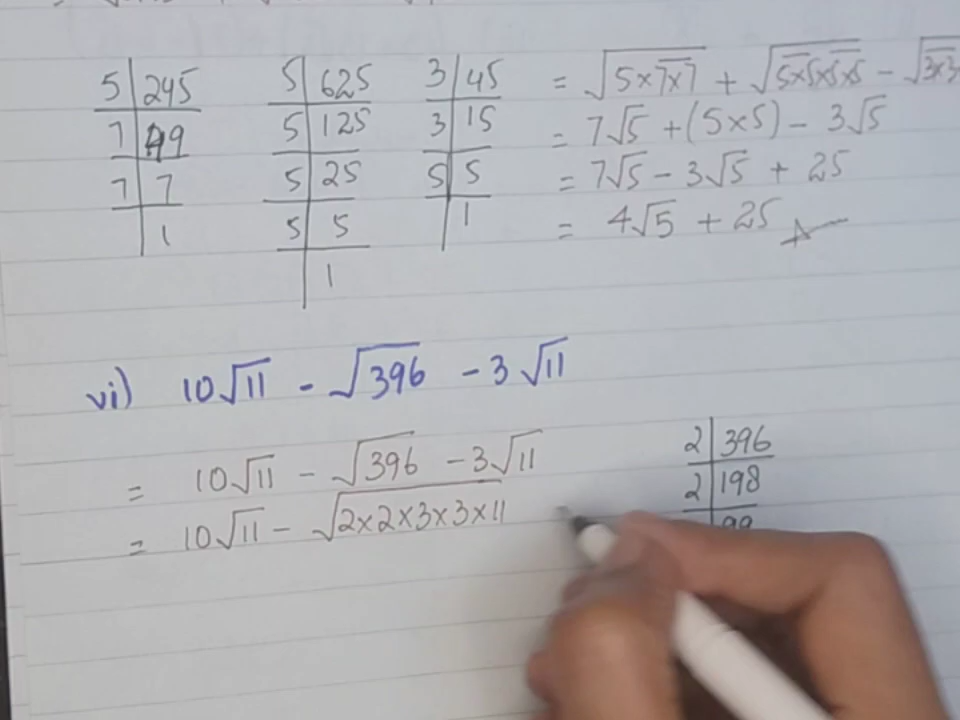 5 | 245
7 | 49
7 | 7
1
5 | 625
5 | 125
5 | 25
5 | 5
1
3 | 45
3 | 15
5 | 5
1
= √5×7×7 + √5×5×5×5 - √3×3
= 7√5 + (5×5) - 3√5
= 7√5 - 3√5 + 25
= 4√5 + 25
vi) 10√11 - √396 - 3√11
= 10√11 - √396 - 3√11
= 10√11 - √2×2×3×3×11
2 | 396
2 | 198
99